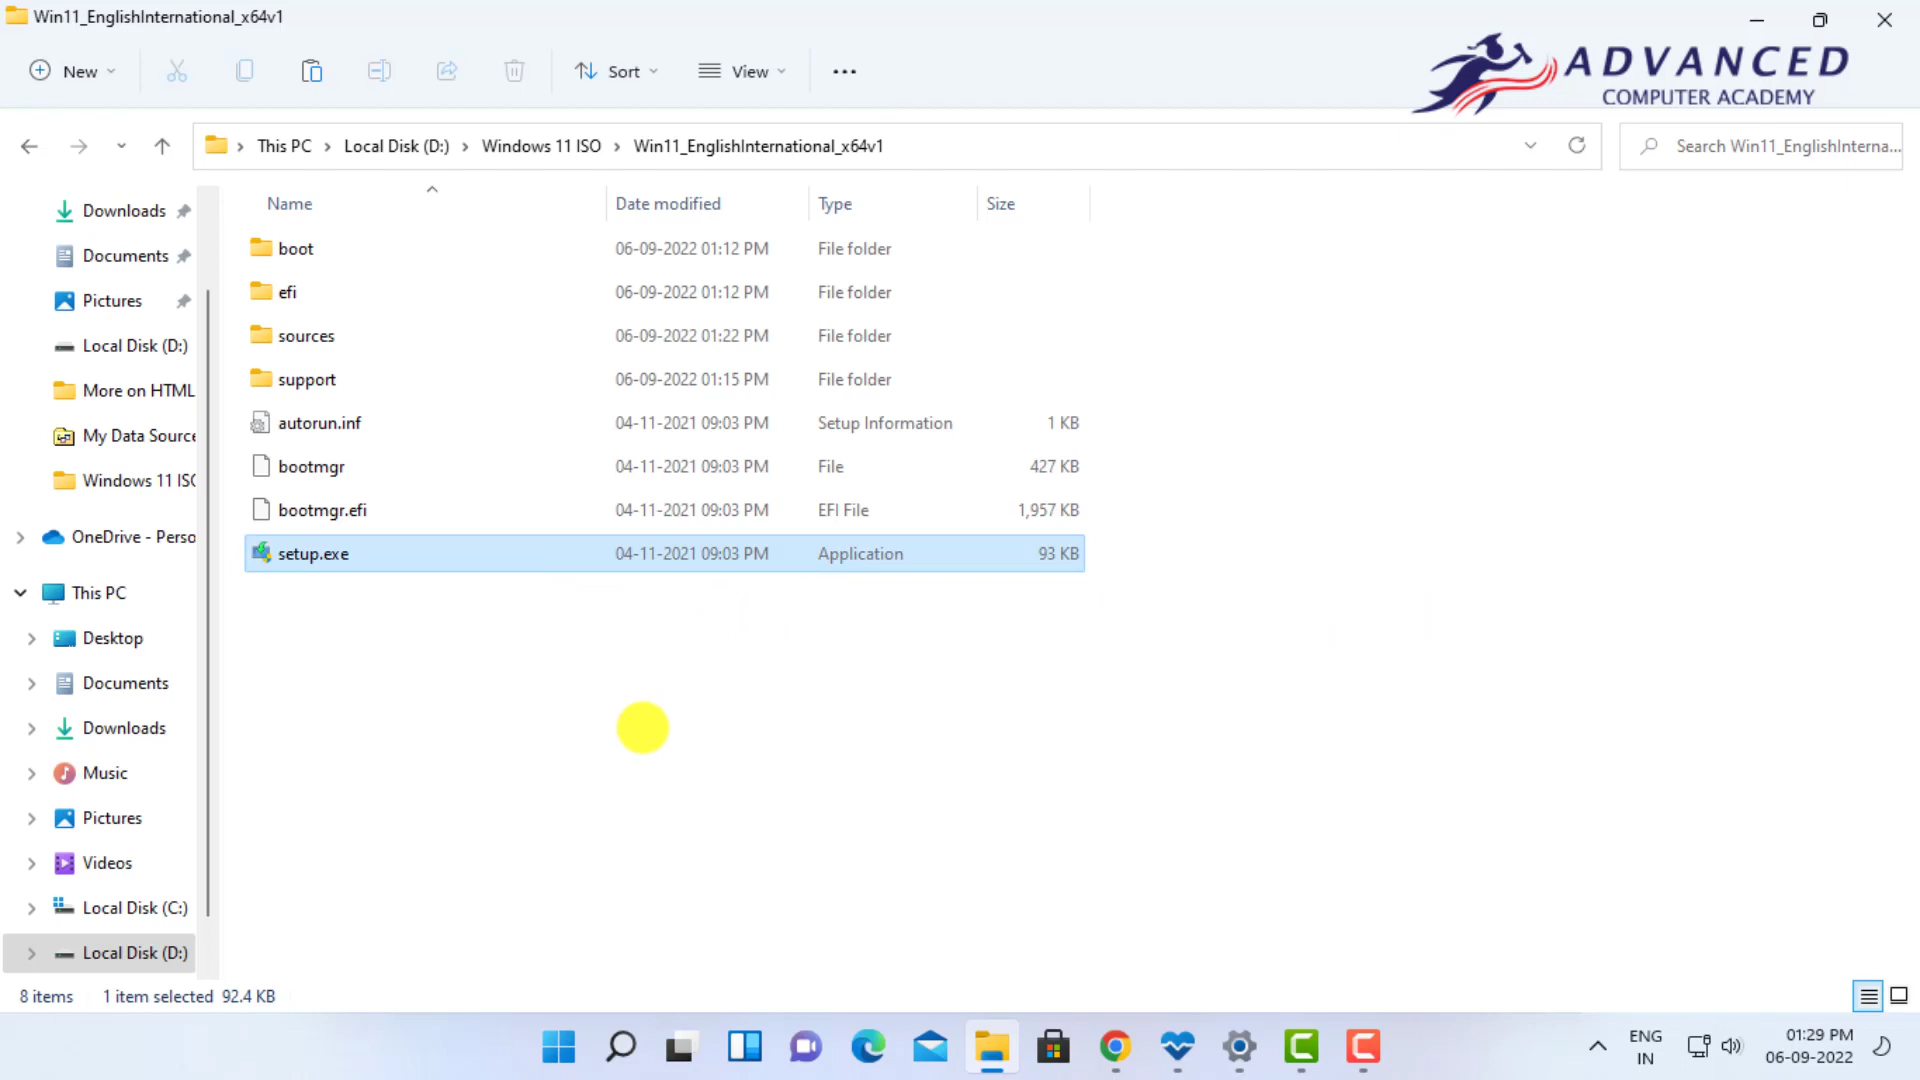 Win11_EnglishInternational_x64v1
New
Sort
View
ADVANCED
COMPUTER ACADEMY
This PC
Local Disk (D:)
Windows 11 ISO
Win11_EnglishInternational_x64v1
Search Win11_EnglishInterna...
Downloads
Documents
Pictures
Local Disk (D:)
More on HTML
My Data Source
Windows 11 ISO
OneDrive - Perso
This PC
Desktop
Documents
Downloads
Music
Pictures
Videos
Local Disk (C:)
Local Disk (D:)
Name Date modified Type Size
boot 06-09-2022 01:12 PM File folder
efi 06-09-2022 01:12 PM File folder
sources 06-09-2022 01:22 PM File folder
support 06-09-2022 01:15 PM File folder
autorun.inf 04-11-2021 09:03 PM Setup Information 1 KB
bootmgr 04-11-2021 09:03 PM File 427 KB
bootmgr.efi 04-11-2021 09:03 PM EFI File 1,957 KB
setup.exe 04-11-2021 09:03 PM Application 93 KB
8 items 1 item selected 92.4 KB
ENG
IN
01:29 PM
06-09-2022